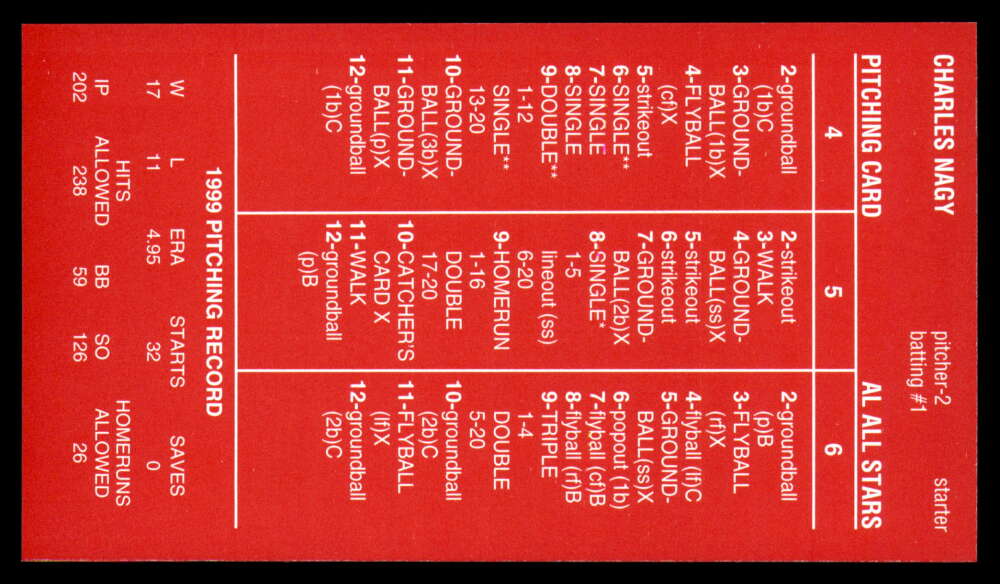 CHARLES NAGY
pitcher-2 starter
batting #1
PITCHING CARD AL ALL STARS
4 5 6
2-groundball
(1b)C
3-GROUND-
BALL(1b)X
4-FLYBALL
(cf)X
5-strikeout
6-SINGLE**
7-SINGLE
8-SINGLE
9-DOUBLE**
1-12
SINGLE**
13-20
10-GROUND-
BALL(3b)X
11-GROUND-
BALL(p)X
12-groundball
(1b)C
2-strikeout
3-WALK
4-GROUND-
BALL(ss)X
5-strikeout
6-strikeout
7-GROUND-
BALL(2b)X
8-SINGLE*
1-5
lineout (ss)
6-20
9-HOMERUN
1-16
DOUBLE
17-20
10-CATCHER'S
CARD X
11-WALK
12-groundball
(p)B
2-groundball
(p)B
3-FLYBALL
(rf)X
4-flyball (lf)C
5-GROUND-
BALL(ss)X
6-popout (1b)
7-flyball (cf)B
8-flyball (rf)B
9-TRIPLE
1-4
DOUBLE
5-20
10-groundball
(2b)C
11-FLYBALL
(lf)X
12-groundball
(2b)C
1999 PITCHING RECORD
W L ERA STARTS SAVES
17 11 4.95 32 0
HITS HOMERUNS
IP ALLOWED BB SO ALLOWED
202 238 59 126 26